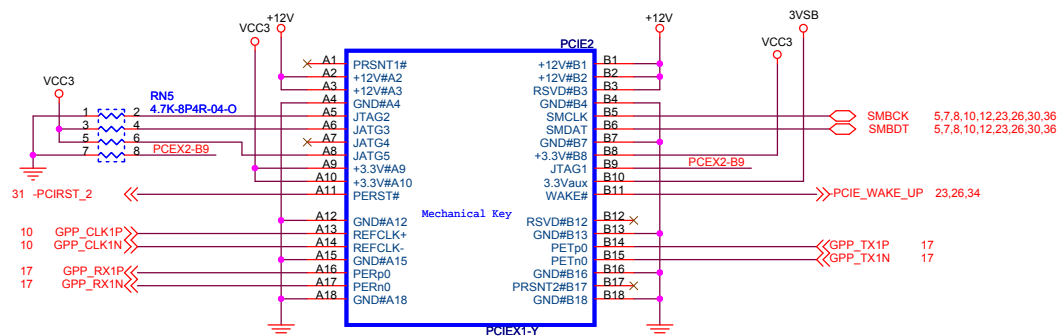 +12V
VCC3
+12V
3VSB
VCC3
PCIE2
VCC3
RN5
4.7K-8P4R-04-O
1
2
3
4
5
6
7
8
PCEX2-B9
31 -PCIRST_2
10 GPP_CLK1P
10 GPP_CLK1N
17 GPP_RX1P
17 GPP_RX1N
A1 PRSNT1#
A2 +12V#A2
A3 +12V#A3
A4 GND#A4
A5 JTAG2
A6 JATG3
A7 JATG4
A8 JATG5
A9 +3.3V#A9
A10 +3.3V#A10
A11 PERST#
A12 GND#A12
A13 REFCLK+
A14 REFCLK-
A15 GND#A15
A16 PERp0
A17 PERn0
A18 GND#A18
Mechanical Key
+12V#B1 B1
+12V#B2 B2
RSVD#B3 B3
GND#B4 B4
SMCLK B5
SMDAT B6
GND#B7 B7
+3.3V#B8 B8
JTAG1 B9
3.3Vaux B10
WAKE# B11
RSVD#B12 B12
GND#B13 B13
PETp0 B14
PETn0 B15
GND#B16 B16
PRSNT2#B17 B17
GND#B18 B18
SMBCK 5,7,8,10,12,23,26,30,36
SMBDT 5,7,8,10,12,23,26,30,36
PCEX2-B9
-PCIE_WAKE_UP 23,26,34
GPP_TX1P 17
GPP_TX1N 17
PCIEX1-Y